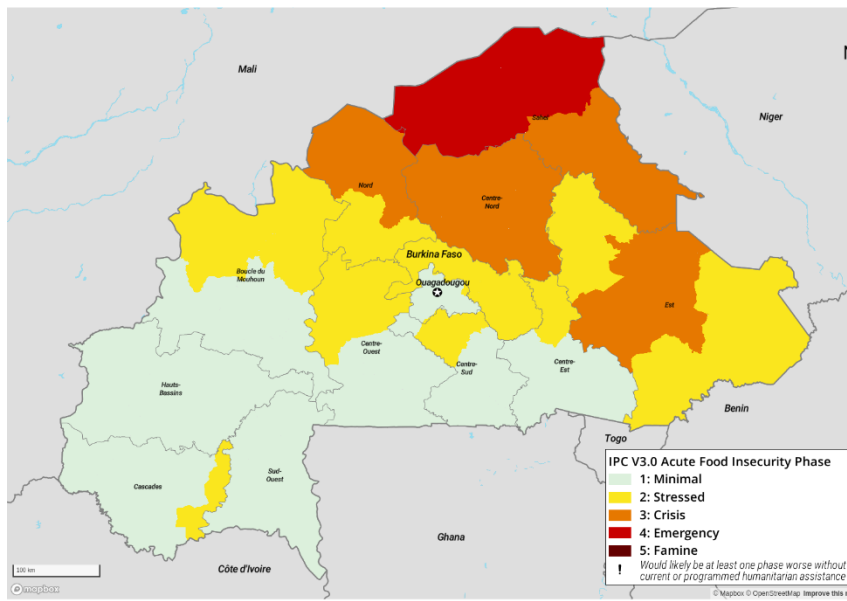 Mali
N
Niger
Sahel
Nord
Centre-
Nord
Burkina Faso
Boucle du
Mouhoun
Ouagadougou
Est
Centre-
Ouest
Centre-
Sud
Centre-
Est
Hauts-
Bassins
Benin
Togo
Cascades
Sud-
Ouest
Ghana
Côte d'Ivoire
100 km
mapbox
IPC V3.0 Acute Food Insecurity Phase
1: Minimal
2: Stressed
3: Crisis
4: Emergency
5: Famine
! Would likely be at least one phase worse without
current or programmed humanitarian assistance
© Mapbox © OpenStreetMap Improve this m